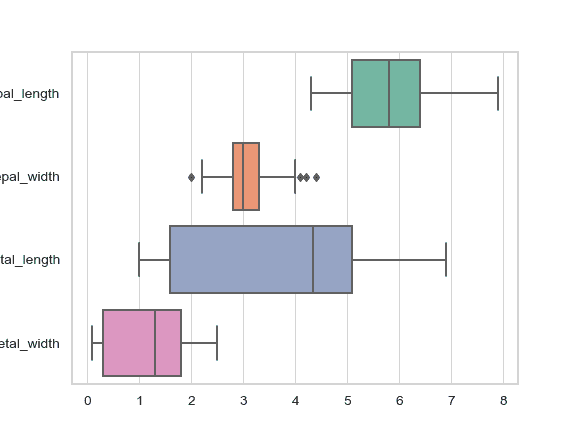 pal_length
epal_width
tal_length
etal_width
0 1 2 3 4 5 6 7 8